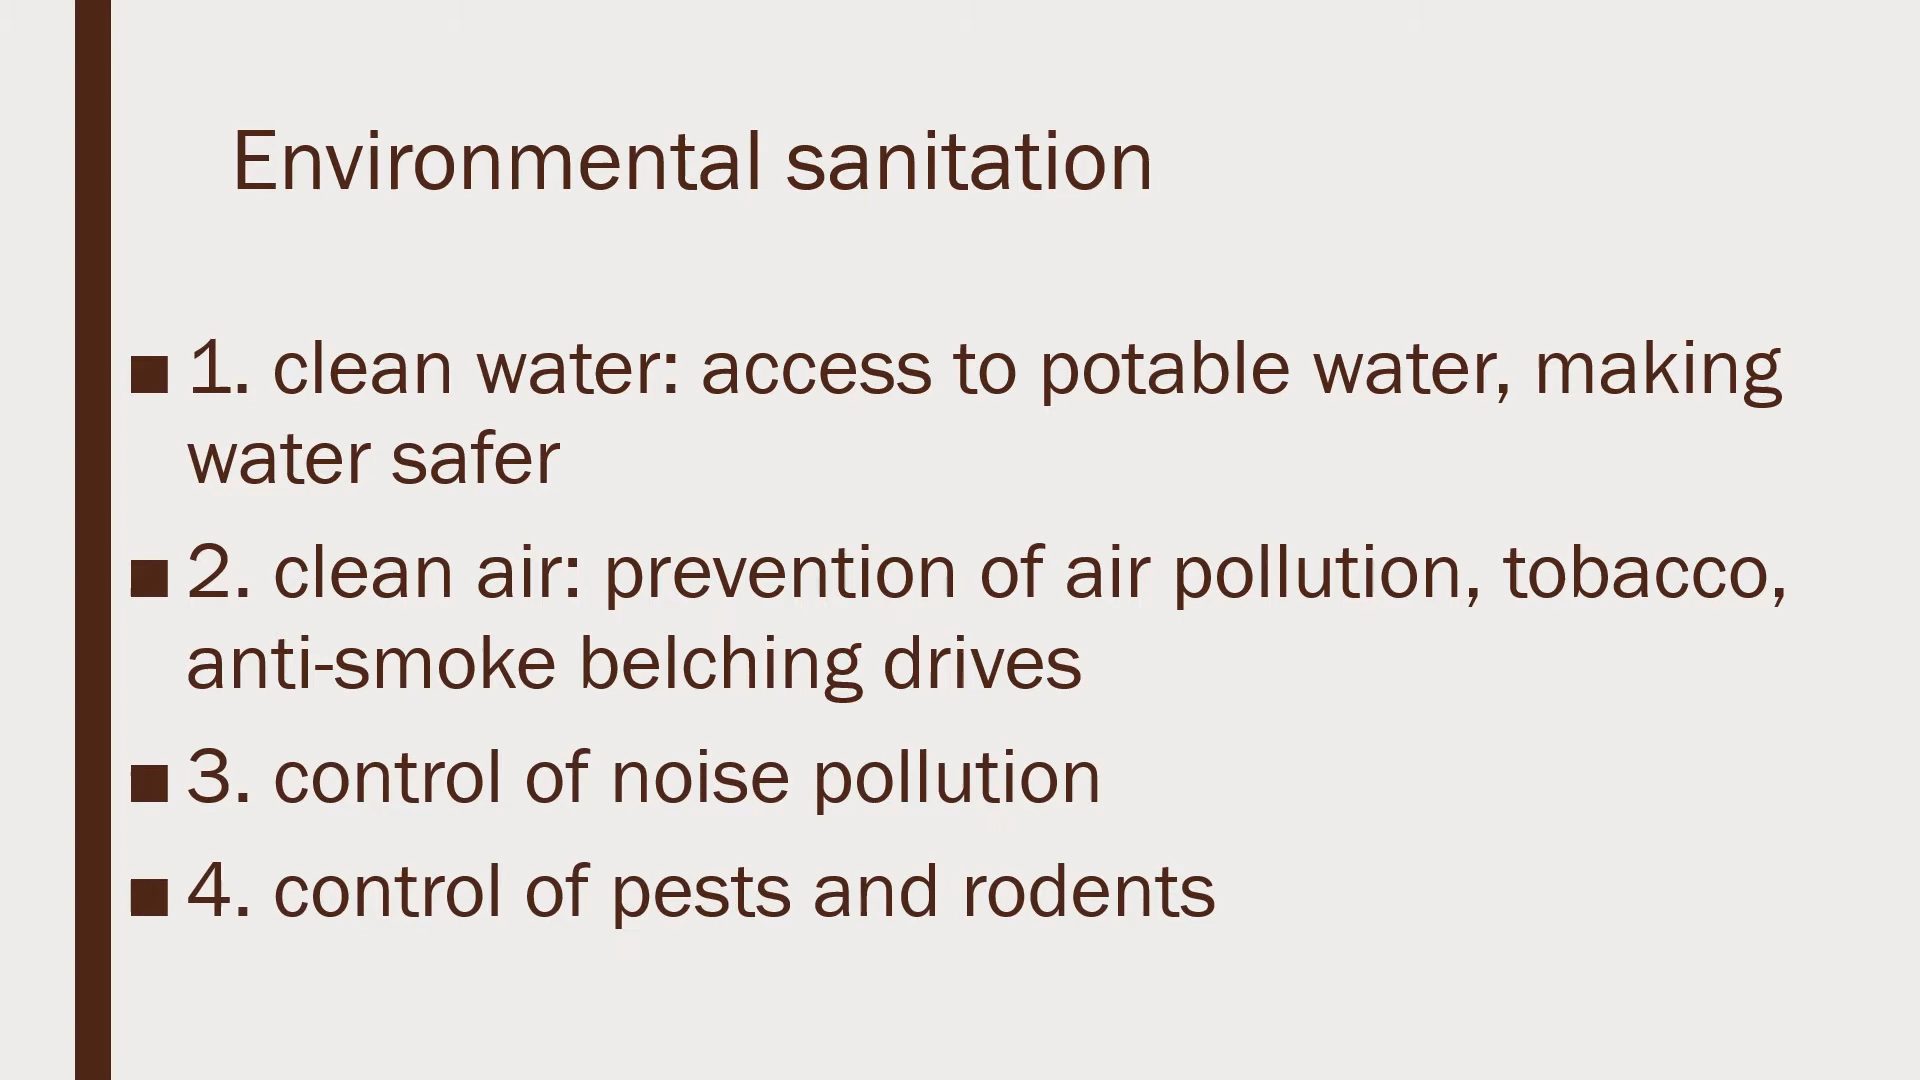 Environmental sanitation
■ 1. clean water: access to potable water, making
water safer
■ 2. clean air: prevention of air pollution, tobacco,
anti-smoke belching drives
■ 3. control of noise pollution
■ 4. control of pests and rodents